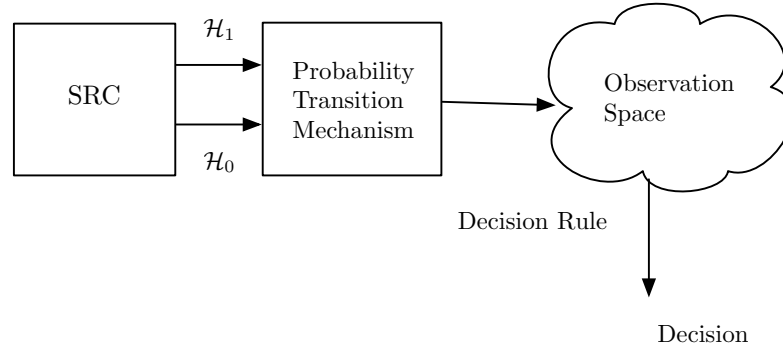 ℋ₁
SRC
Probability
Transition
Mechanism
Observation
Space
ℋ₀
Decision Rule
Decision